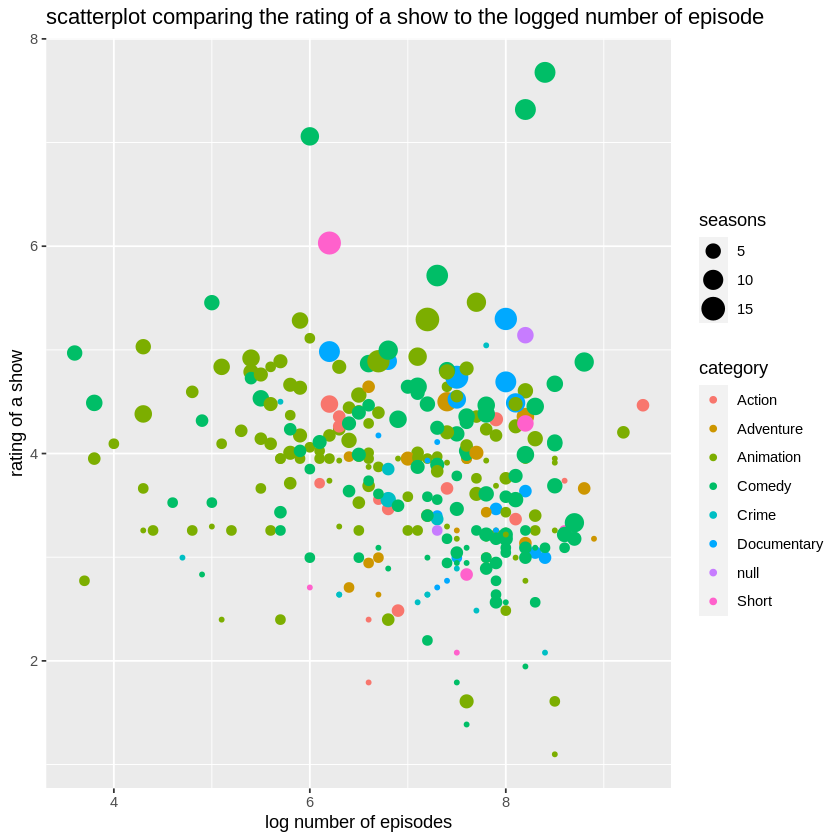 scatterplot comparing the rating of a show to the logged number of episode
8
6
4
2
rating of a show
4
6
8
log number of episodes
seasons
5
10
15
category
Action
Adventure
Animation
Comedy
Crime
Documentary
null
Short